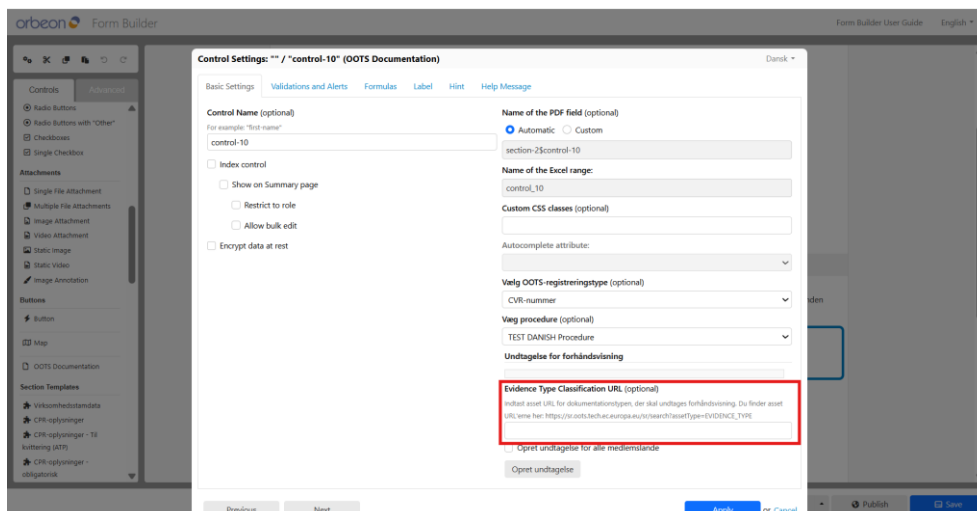 orbeon Form Builder
Form Builder User Guide English
Controls Advanced
Radio Buttons
Radio Buttons with "Other"
Checkboxes
Single Checkbox
Attachments
Single File Attachment
Multiple File Attachments
Image Attachment
Video Attachment
Static Image
Static Video
Image Annotation
Buttons
Button
Map
OOTS Documentation
Section Templates
Virksomhedsstamdata
CPR-oplysninger
CPR-oplysninger - Til
kvittering (ATP)
CPR-oplysninger -
obligatorisk
Control Settings: "" / "control-10" (OOTS Documentation) Dansk
Basic Settings Validations and Alerts Formulas Label Hint Help Message
Control Name (optional)
For example: "first-name"
control-10
Index control
Show on Summary page
Restrict to role
Allow bulk edit
Encrypt data at rest
Name of the PDF field (optional)
Automatic Custom
section-2$control-10
Name of the Excel range:
control_10
Custom CSS classes (optional)
Autocomplete attribute:
Vælg OOTS-registreringstype (optional)
CVR-nummer
Væg procedure (optional)
TEST DANISH Procedure
Undtagelse for forhåndsvisning
Evidence Type Classification URL (optional)
Indtast asset URL for dokumentationstypen, der skal undtages forhåndsvisning. Du finder asset
URL'erne her: https://sr.oots.tech.ec.europa.eu/sr/search?assetType=EVIDENCE_TYPE
Opret undtagelse for alle medlemslande
Opret undtagelse
Previous Next Apply or Cancel
Publish Save